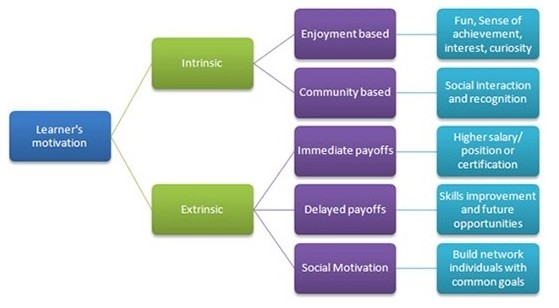 Learner's
motivation
Intrinsic
Extrinsic
Enjoyment based
Community based
Immediate payoffs
Delayed payoffs
Social Motivation
Fun, Sense of
achievement,
interest, curiosity
Social interaction
and recognition
Higher salary/
position or
certification
Skills improvement
and future
opportunities
Build network
individuals with
common goals